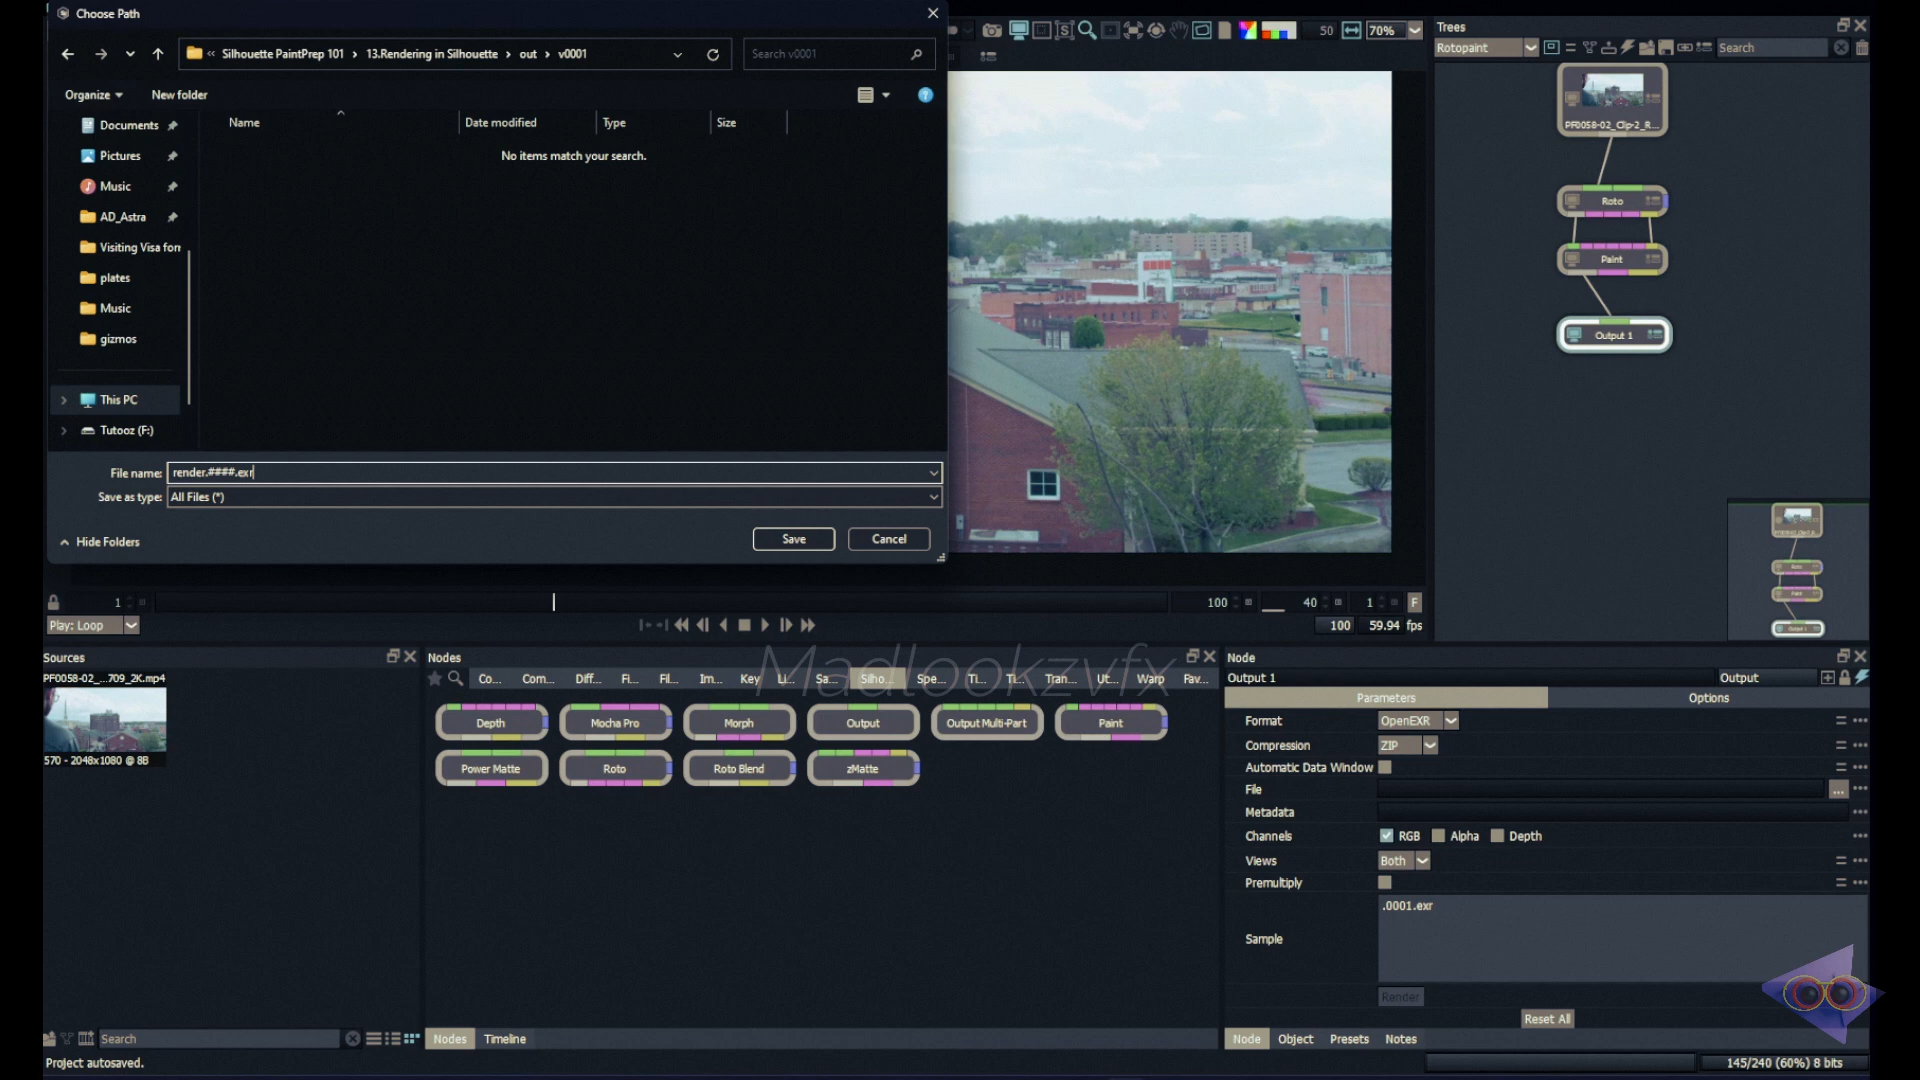 Choose Path
« Silhouette PaintPrep 101 › 13.Rendering in Silhouette › out › v0001
Search v0001
Organize
New folder
Name
Date modified
Type
Size
No items match your search.
Documents
Pictures
Music
AD_Astra
Visiting Visa forr
plates
Music
gizmos
This PC
Tutooz (F:)
File name: render.####.exr
Save as type: All Files (*)
Hide Folders
Save
Cancel
50
70%
Trees
Rotopaint
Search
PF0058-02_Clip-2_R...
Roto
Paint
Output 1
1
100
40
1
F
Play: Loop
100
59.94 fps
Sources
PF0058-02_...709_2K.mp4
570 - 2048x1080 @ 8B
Search
Nodes
Co...
Com...
Diff...
Fi...
Fil...
Im...
Key
Li...
Sa...
Silho...
Spe...
Ti...
Ti...
Tran...
Ut...
Warp
Fav...
Madlookzvfx
Depth
Mocha Pro
Morph
Output
Output Multi-Part
Paint
Power Matte
Roto
Roto Blend
zMatte
Nodes
Timeline
Node
Output 1
Output
Parameters
Options
Format
OpenEXR
Compression
ZIP
Automatic Data Window
File
...
Metadata
Channels
RGB
Alpha
Depth
Views
Both
Premultiply
Sample
.0001.exr
Render
Reset All
Node
Object
Presets
Notes
Project autosaved.
145/240 (60%) 8 bits